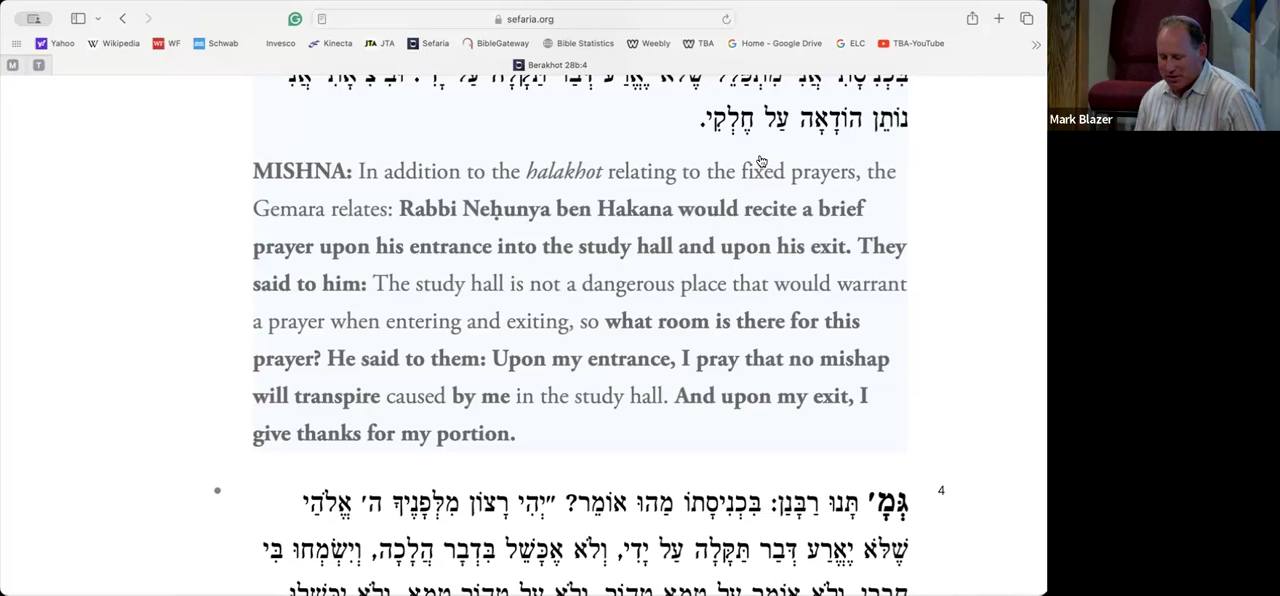 sefaria.org
Yahoo
Wikipedia
WF WF
Schwab
Invesco
Kinecta
JTA JTA
Sefaria
BibleGateway
Bible Statistics
Weebly
TBA
Home - Google Drive
ELC
TBA-YouTube
M
T
Berakhot 28b:4
Mark Blazer
נוֹתֵן הוֹדָאָה עַל חֶלְקִי.
MISHNA: In addition to the halakhot relating to the fixed prayers, the
Gemara relates: Rabbi Neḥunya ben Hakana would recite a brief
prayer upon his entrance into the study hall and upon his exit. They
said to him: The study hall is not a dangerous place that would warrant
a prayer when entering and exiting, so what room is there for this
prayer? He said to them: Upon my entrance, I pray that no mishap
will transpire caused by me in the study hall. And upon my exit, I
give thanks for my portion.
4
גְּמָ׳ תָּנוּ רַבָּנַן: בִּכְנִיסָתוֹ מַהוּ אוֹמֵר? ״יְהִי רָצוֹן מִלְּפָנֶיךָ ה׳ אֱלֹהַי
שֶׁלֹּא יֶאֱרַע דְּבַר תַּקָּלָה עַל יָדִי, וְלֹא אֶכָּשֵׁל בִּדְבַר הֲלָכָה, וְיִשְׂמְחוּ בִּי